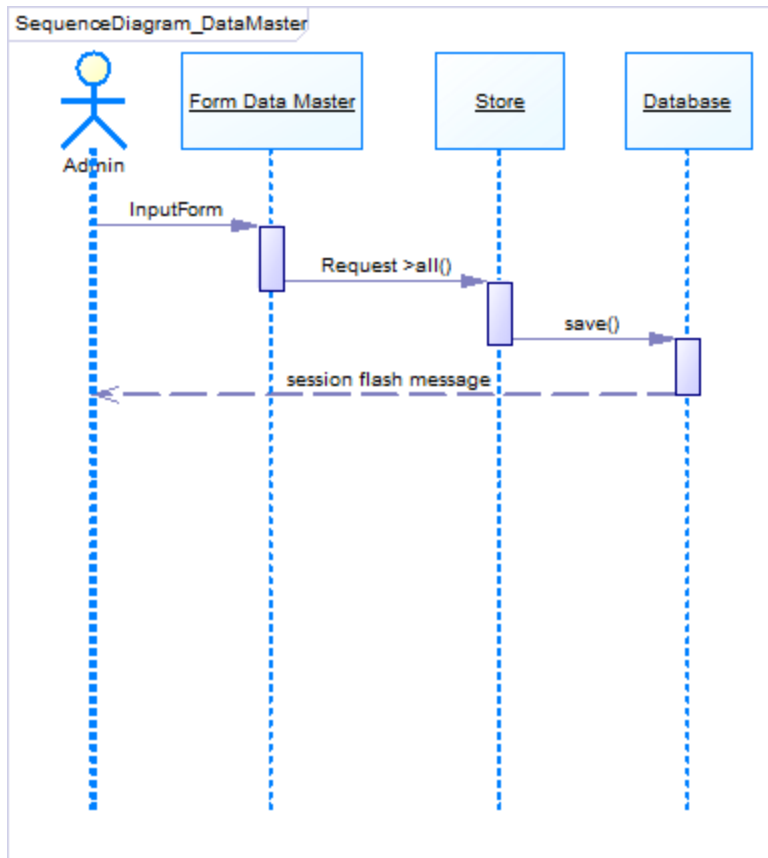 SequenceDiagram_DataMaster
Form Data Master
Store
Database
Admin
InputForm
Request >all()
save()
session flash message